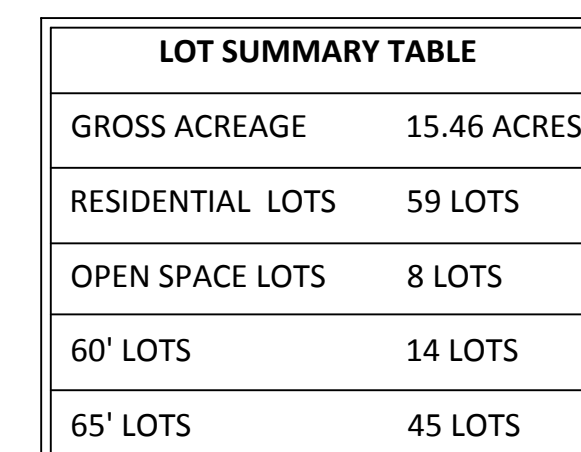 LOT SUMMARY TABLE
GROSS ACREAGE 15.46 ACRES
RESIDENTIAL LOTS 59 LOTS
OPEN SPACE LOTS 8 LOTS
60' LOTS 14 LOTS
65' LOTS 45 LOTS